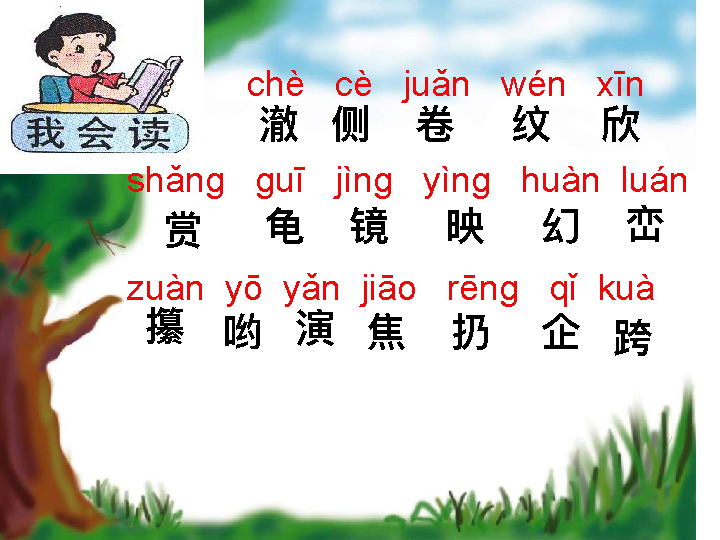 我会读
chè cè juǎn wén xīn
澈 侧 卷 纹 欣
shǎng guī jìng yìng huàn luán
赏 龟 镜 映 幻 峦
zuàn yō yǎn jiāo rēng qǐ kuà
攥 哟 演 焦 扔 企 跨